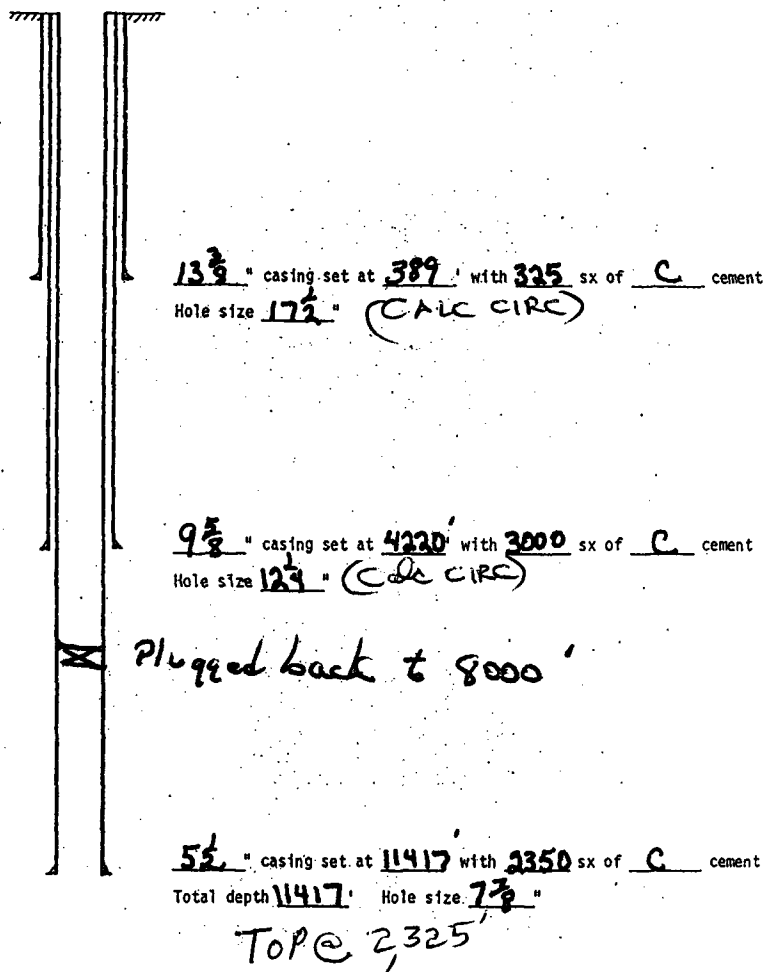 13 3/8 " casing set at 389 ' with 325 sx of C cement
Hole size 17 1/2 " (CALC CIRC)
9 5/8 " casing set at 4220' with 3000 sx of C cement
Hole size 12 1/4 " (Calc CIRC)
Plugged back to 8000 '
5 1/2 " casing set at 11417' with 2350 sx of C cement
Total depth 11417' Hole size 7 7/8 "
TOP @ 2,325'